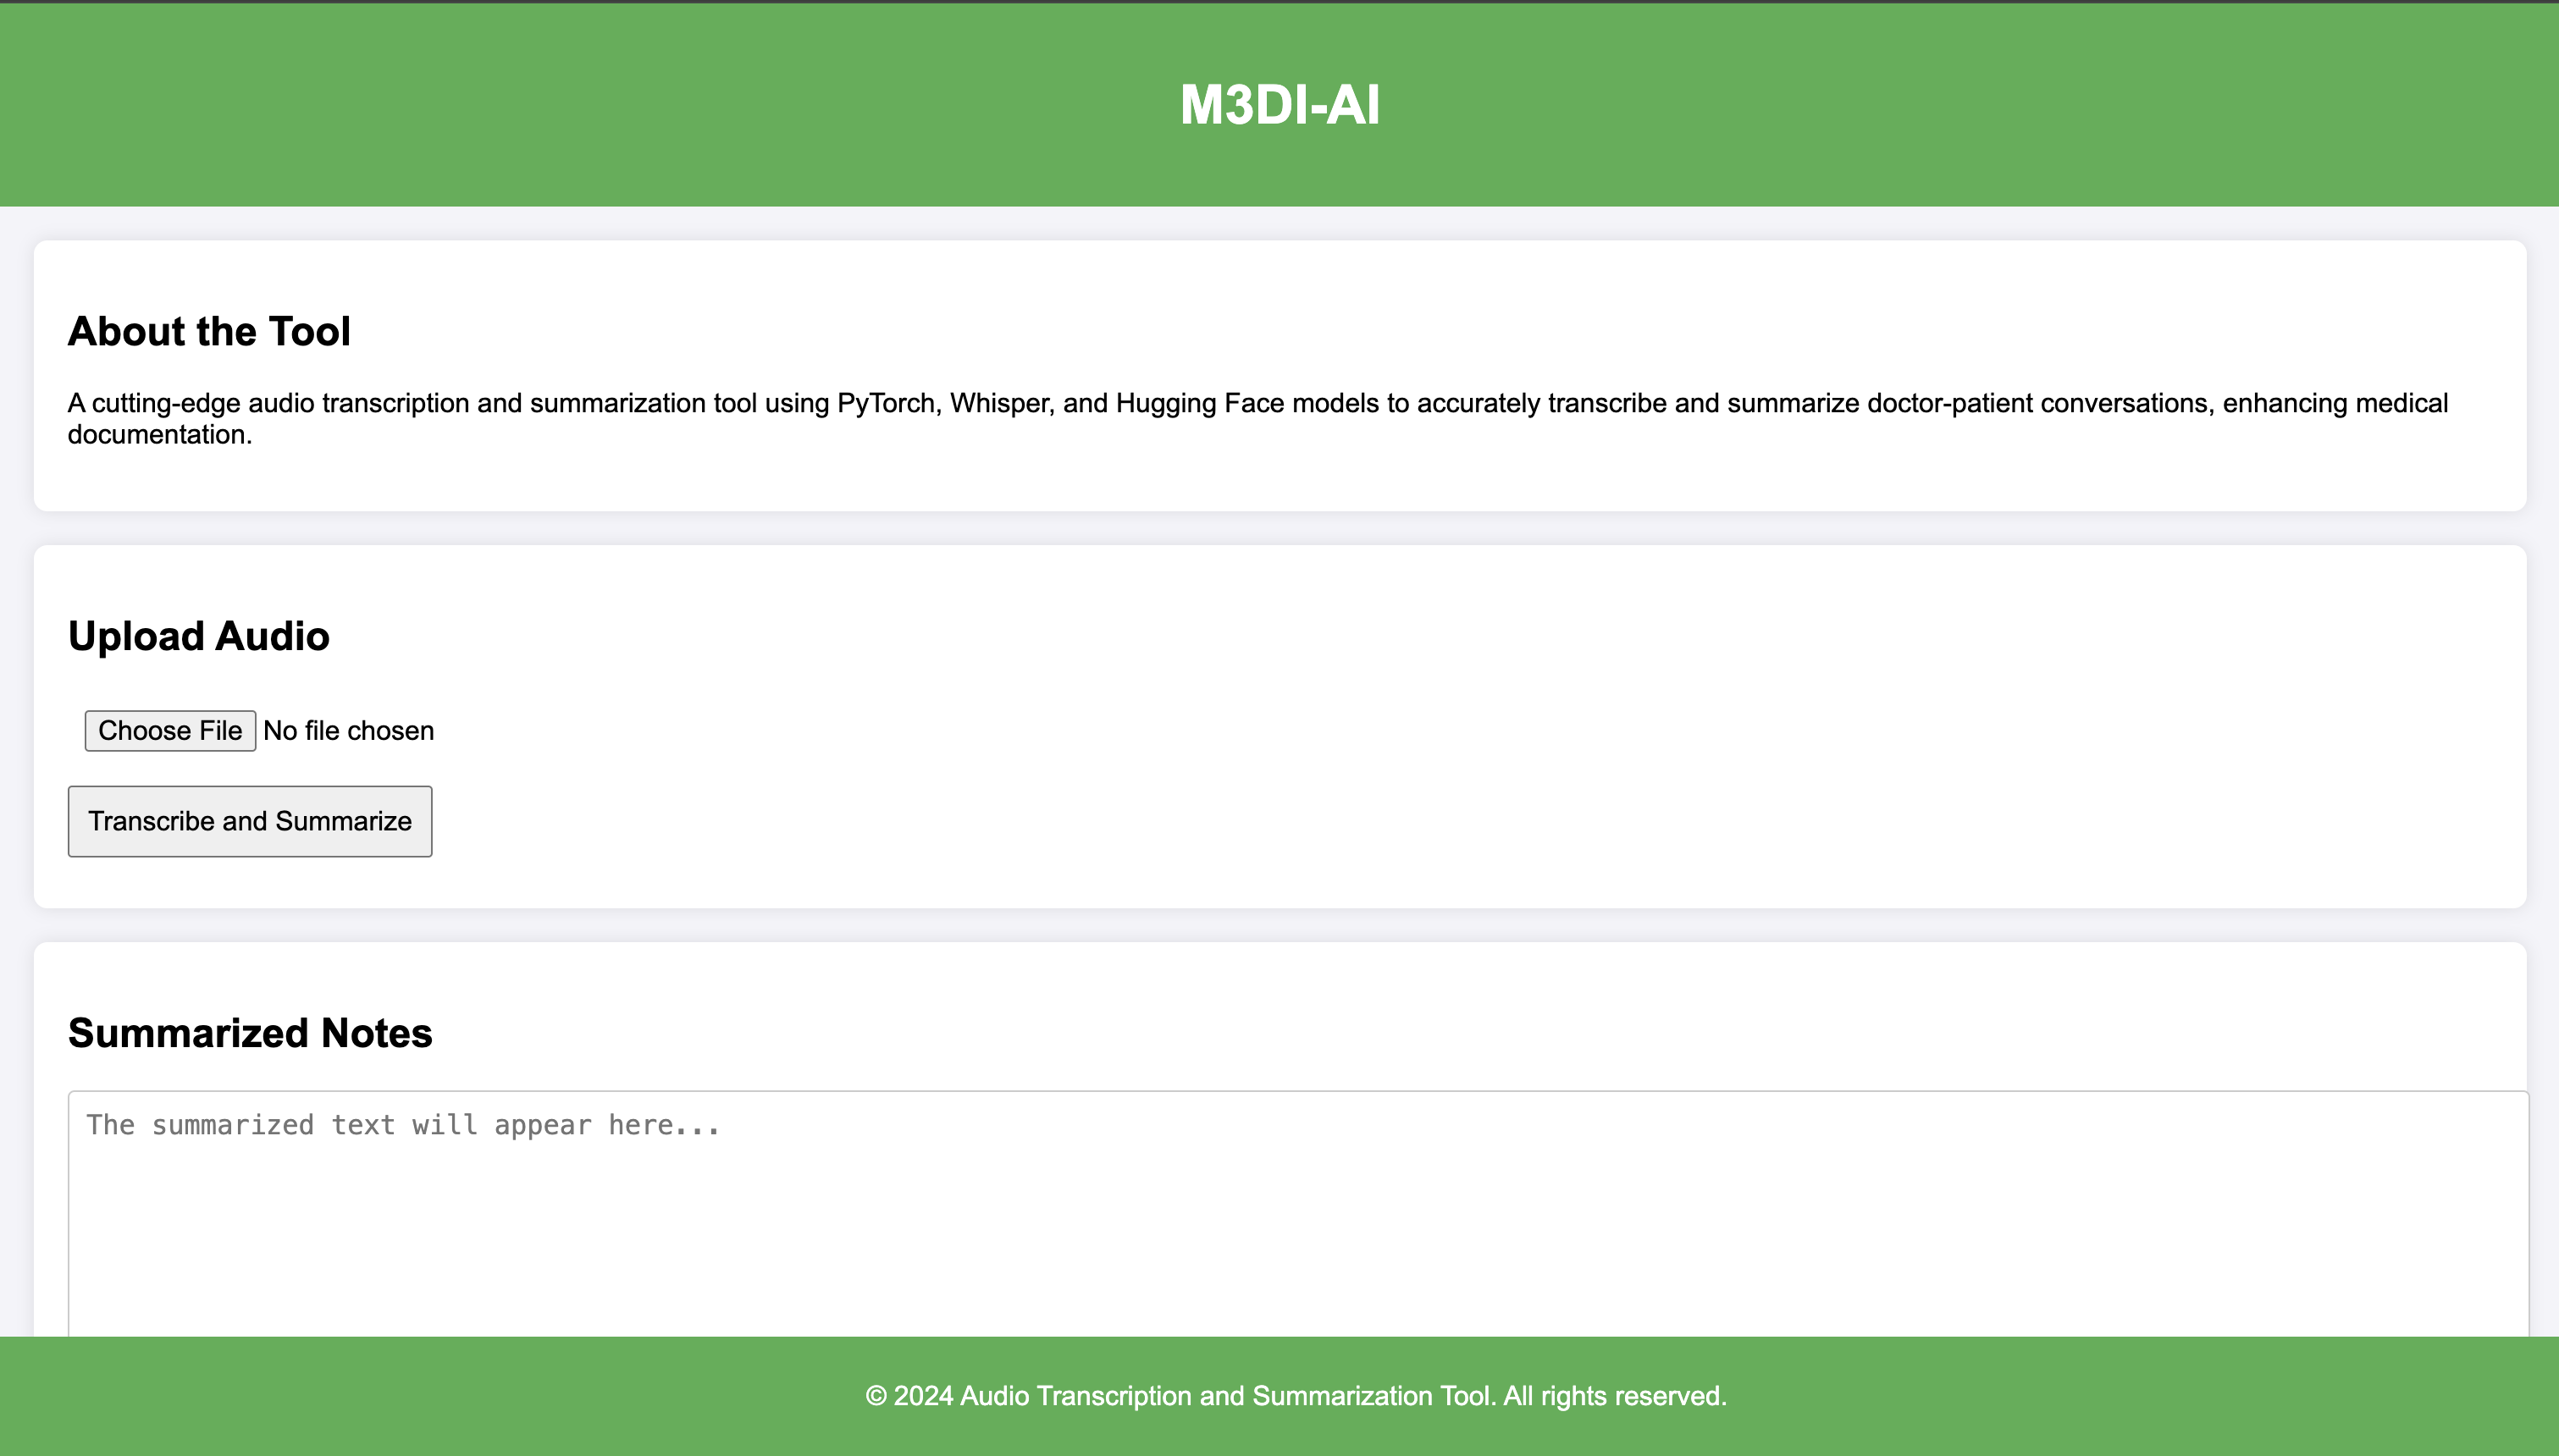 M3DI-AI
About the Tool
A cutting-edge audio transcription and summarization tool using PyTorch, Whisper, and Hugging Face models to accurately transcribe and summarize doctor-patient conversations, enhancing medical
documentation.
Upload Audio
Choose File No file chosen
Transcribe and Summarize
Summarized Notes
The summarized text will appear here...
© 2024 Audio Transcription and Summarization Tool. All rights reserved.